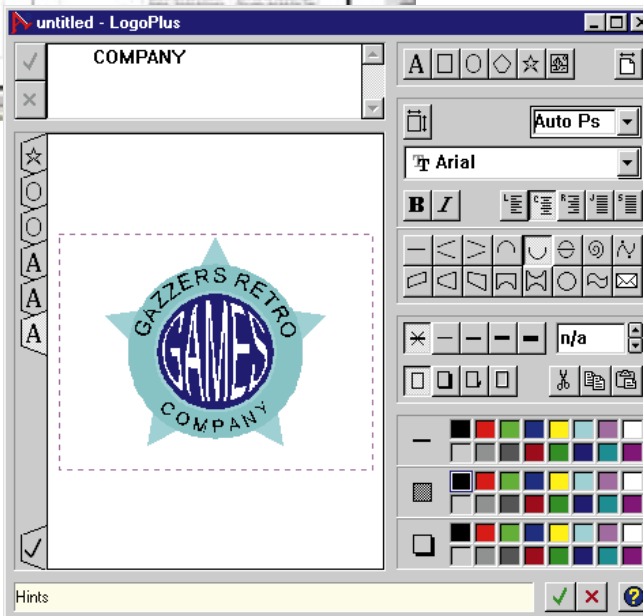 untitled - LogoPlus
COMPANY
A
Auto Ps
Arial
B I
L C R J S
n/a
A
A
A
GAZZERS RETRO
GAMES
COMPANY
Hints